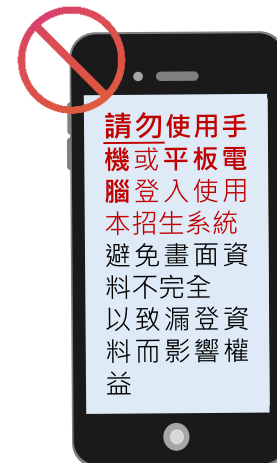 請勿使用手
機或平板電
腦登入使用
本招生系統
避免畫面資
料不完全
以致漏登資
料而影響權
益